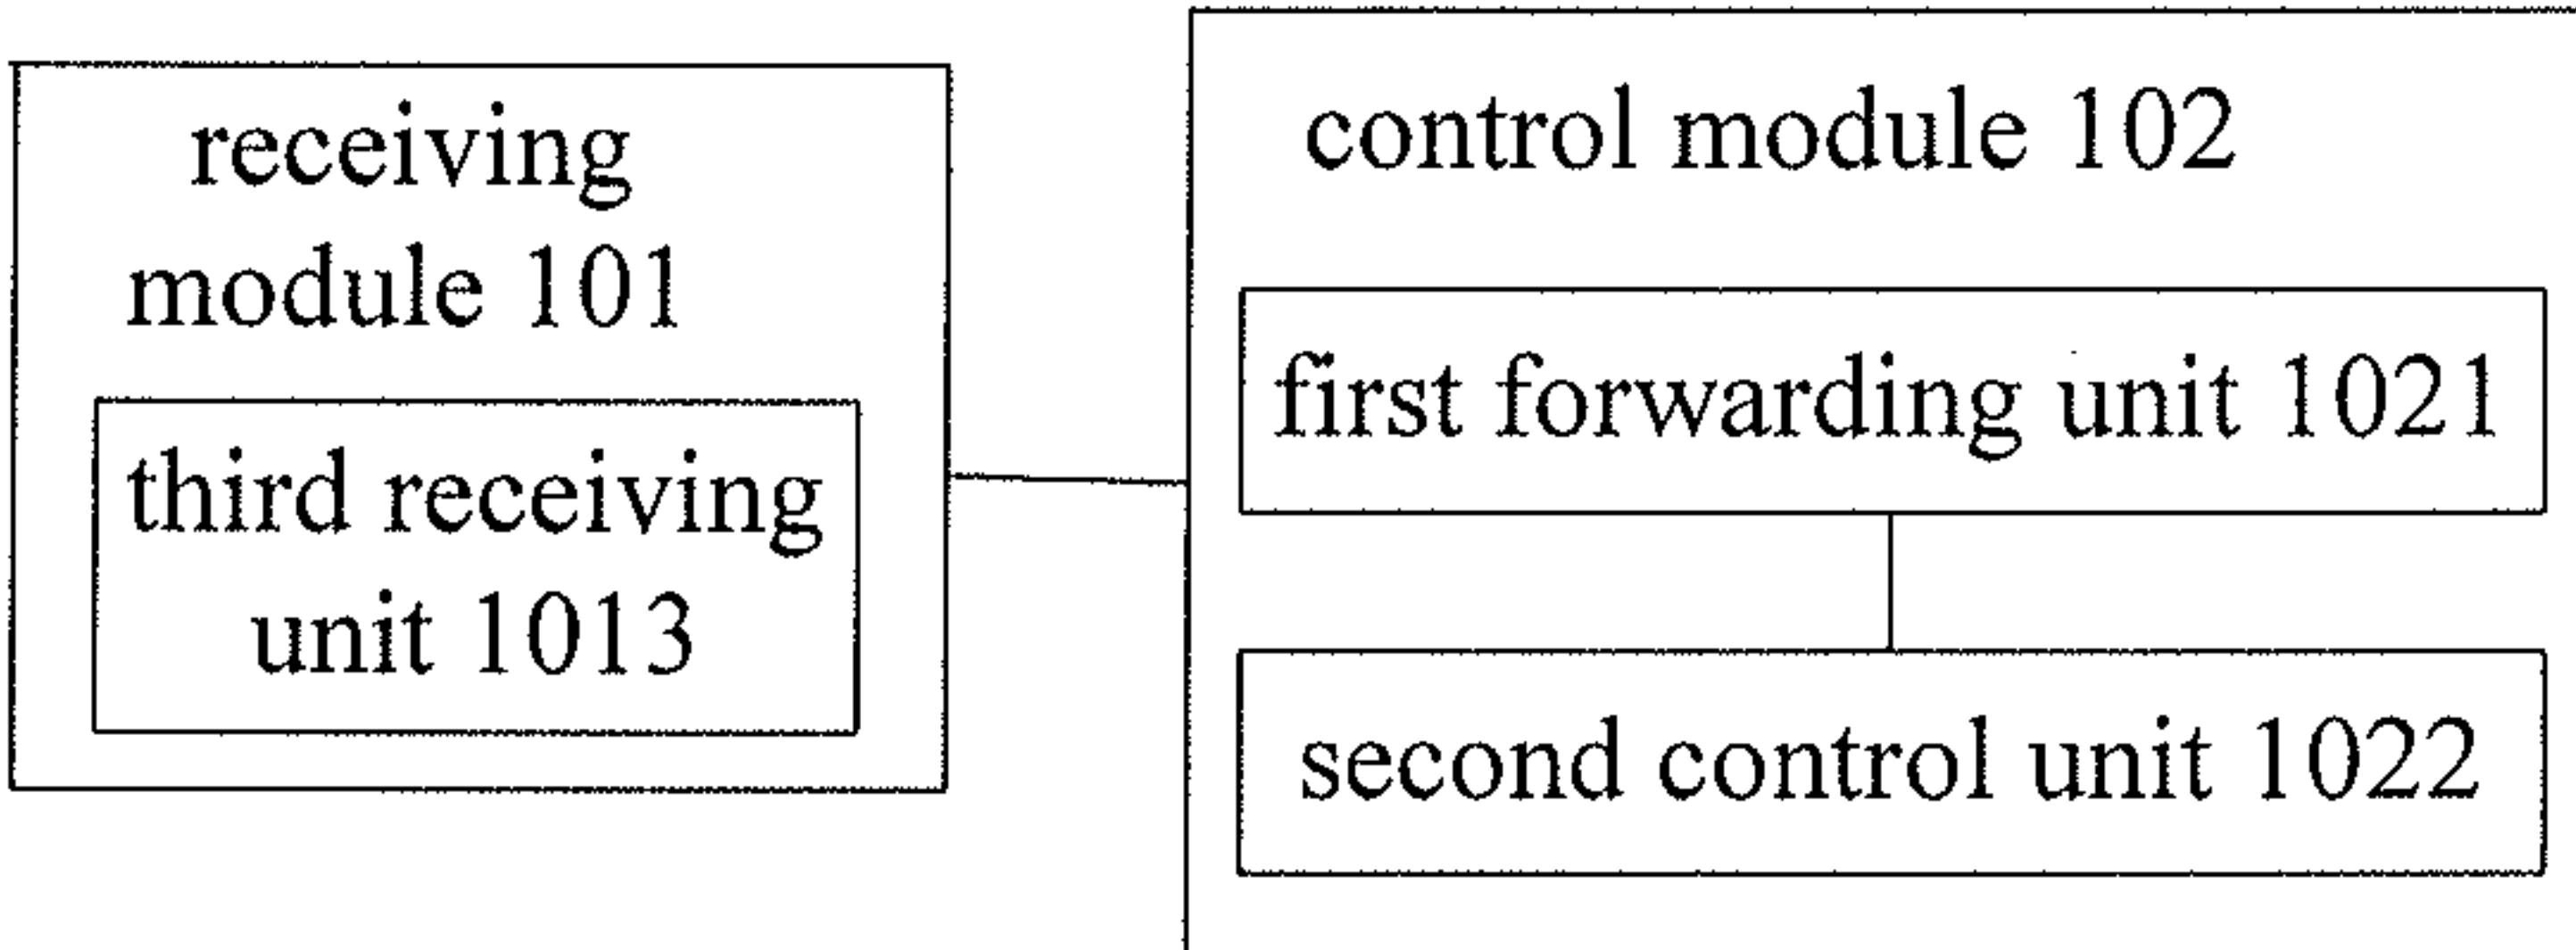 receiving
module 101
third receiving
unit 1013
control module 102
first forwarding unit 1021
second control unit 1022